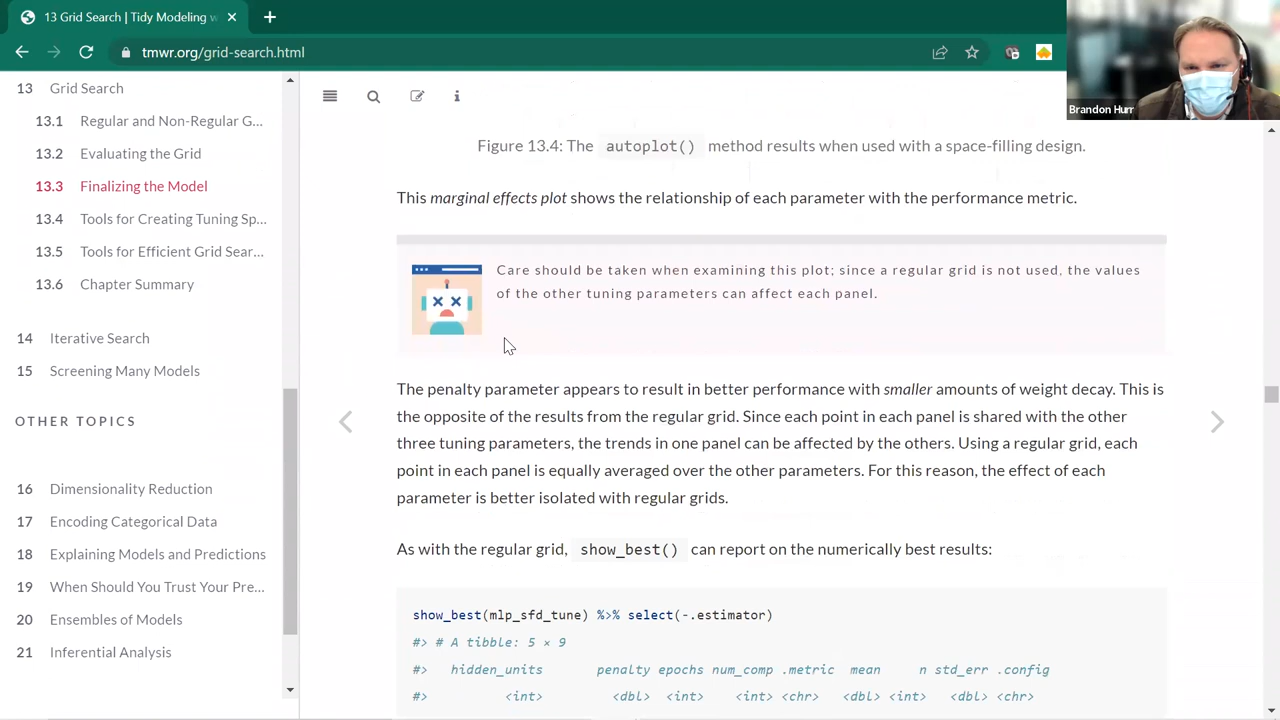 13 Grid Search | Tidy Modeling w
tmwr.org/grid-search.html
Brandon Hurr
13 Grid Search
13.1 Regular and Non-Regular G...
13.2 Evaluating the Grid
13.3 Finalizing the Model
13.4 Tools for Creating Tuning Sp...
13.5 Tools for Efficient Grid Sear...
13.6 Chapter Summary
14 Iterative Search
15 Screening Many Models
OTHER TOPICS
16 Dimensionality Reduction
17 Encoding Categorical Data
18 Explaining Models and Predictions
19 When Should You Trust Your Pre...
20 Ensembles of Models
21 Inferential Analysis
Figure 13.4: The autoplot() method results when used with a space-filling design.
This marginal effects plot shows the relationship of each parameter with the performance metric.
Care should be taken when examining this plot; since a regular grid is not used, the values
of the other tuning parameters can affect each panel.
The penalty parameter appears to result in better performance with smaller amounts of weight decay. This is
the opposite of the results from the regular grid. Since each point in each panel is shared with the other
three tuning parameters, the trends in one panel can be affected by the others. Using a regular grid, each
point in each panel is equally averaged over the other parameters. For this reason, the effect of each
parameter is better isolated with regular grids.
As with the regular grid, show_best() can report on the numerically best results:
show_best(mlp_sfd_tune) %>% select(-.estimator)
#> # A tibble: 5 × 9
#> hidden_units penalty epochs num_comp .metric mean n std_err .config
#> <int> <dbl> <int> <int> <chr> <dbl> <int> <dbl> <chr>